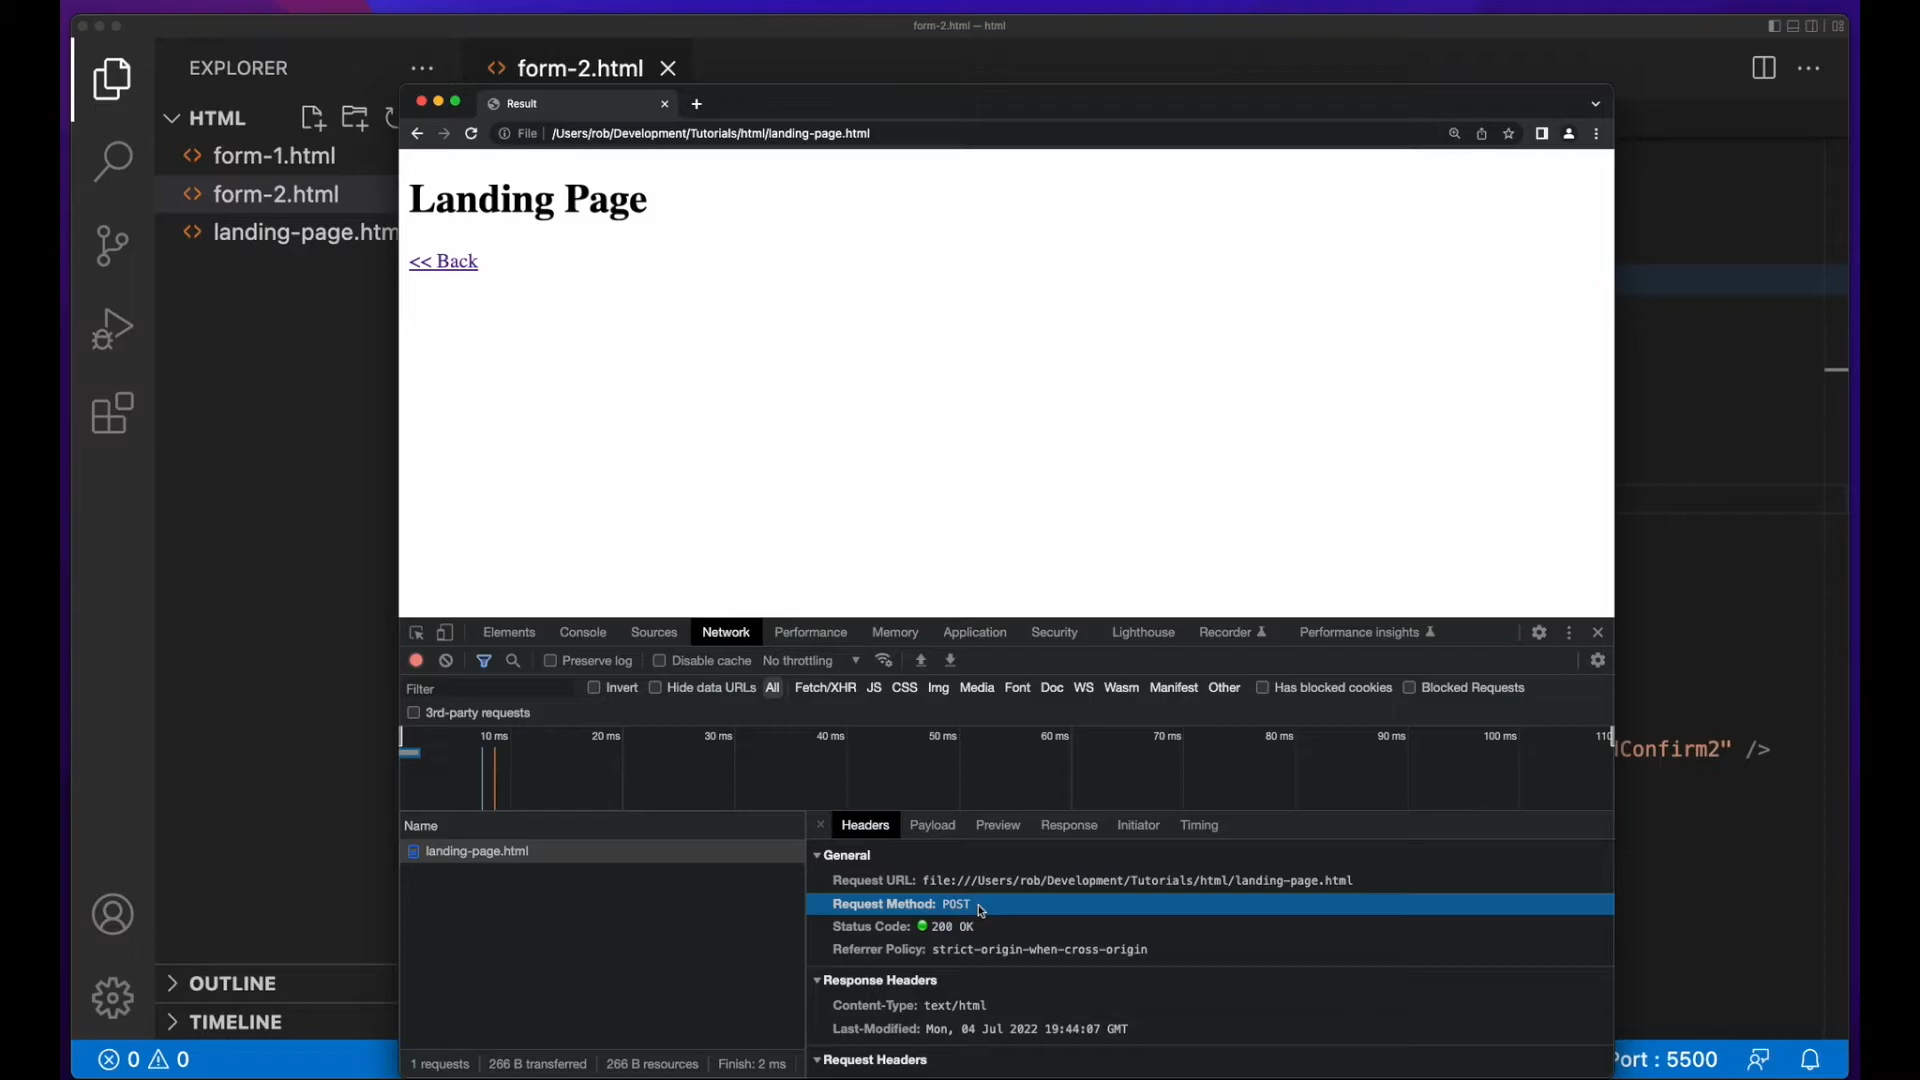 form-2.html — html
EXPLORER
form-2.html
HTML
form-1.html
form-2.html
landing-page.htm
Result
File
/Users/rob/Development/Tutorials/html/landing-page.html
Landing Page
<< Back
Elements Console Sources Network Performance Memory Application Security Lighthouse Recorder Performance insights
Preserve log Disable cache No throttling
Filter Invert Hide data URLs All Fetch/XHR JS CSS Img Media Font Doc WS Wasm Manifest Other Has blocked cookies Blocked Requests
3rd-party requests
10 ms 20 ms 30 ms 40 ms 50 ms 60 ms 70 ms 80 ms 90 ms 100 ms 110
Confirm2" />
Name
landing-page.html
Headers Payload Preview Response Initiator Timing
General
Request URL: file:///Users/rob/Development/Tutorials/html/landing-page.html
Request Method: POST
Status Code: 200 OK
Referrer Policy: strict-origin-when-cross-origin
Response Headers
Content-Type: text/html
Last-Modified: Mon, 04 Jul 2022 19:44:07 GMT
Request Headers
OUTLINE
TIMELINE
0 0
1 requests 266 B transferred 266 B resources Finish: 2 ms
ort : 5500